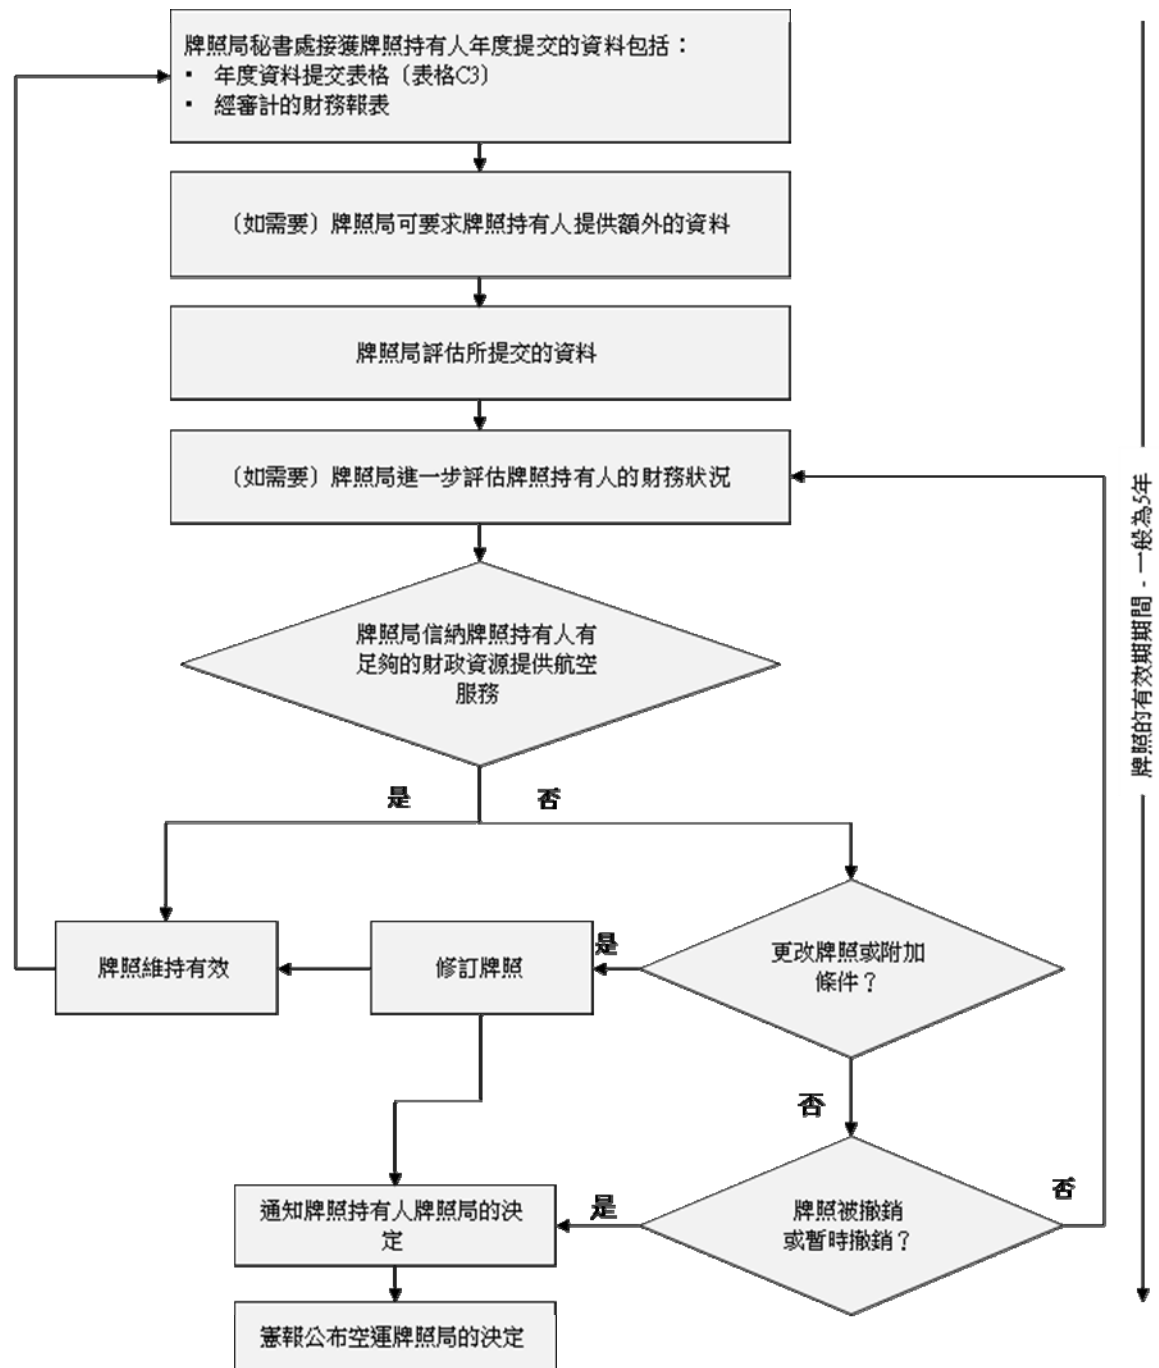 牌照局秘書處接獲牌照持有人年度提交的資料包括：
▪ 年度資料提交表格〔表格C3〕
▪ 經審計的財務報表
〔如需要〕牌照局可要求牌照持有人提供額外的資料
牌照局評估所提交的資料
〔如需要〕牌照局進一步評估牌照持有人的財務狀況
牌照局信納牌照持有人有
足夠的財政資源提供航空
服務
是
否
更改牌照或附加
條件？
是
修訂牌照
牌照維持有效
否
牌照被撤銷
或暫時撤銷？
是
否
通知牌照持有人牌照局的決
定
憲報公布空運牌照局的決定
牌照的有效期期間 - 一般為5年